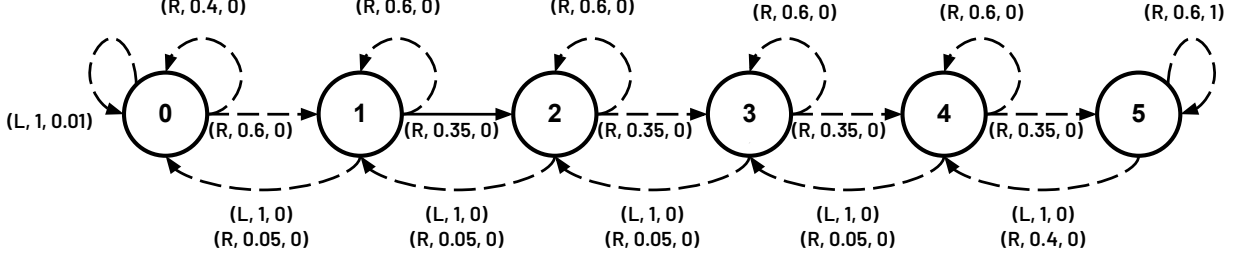 (R, 0.4, 0) (R, 0.6, 0) (R, 0.6, 0) (R, 0.6, 0) (R, 0.6, 0) (R, 0.6, 1)
0 1 2 3 4 5
(L, 1, 0.01) (R, 0.6, 0) (R, 0.35, 0) (R, 0.35, 0) (R, 0.35, 0) (R, 0.35, 0)
(L, 1, 0) (L, 1, 0) (L, 1, 0) (L, 1, 0) (L, 1, 0)
(R, 0.05, 0) (R, 0.05, 0) (R, 0.05, 0) (R, 0.05, 0) (R, 0.4, 0)